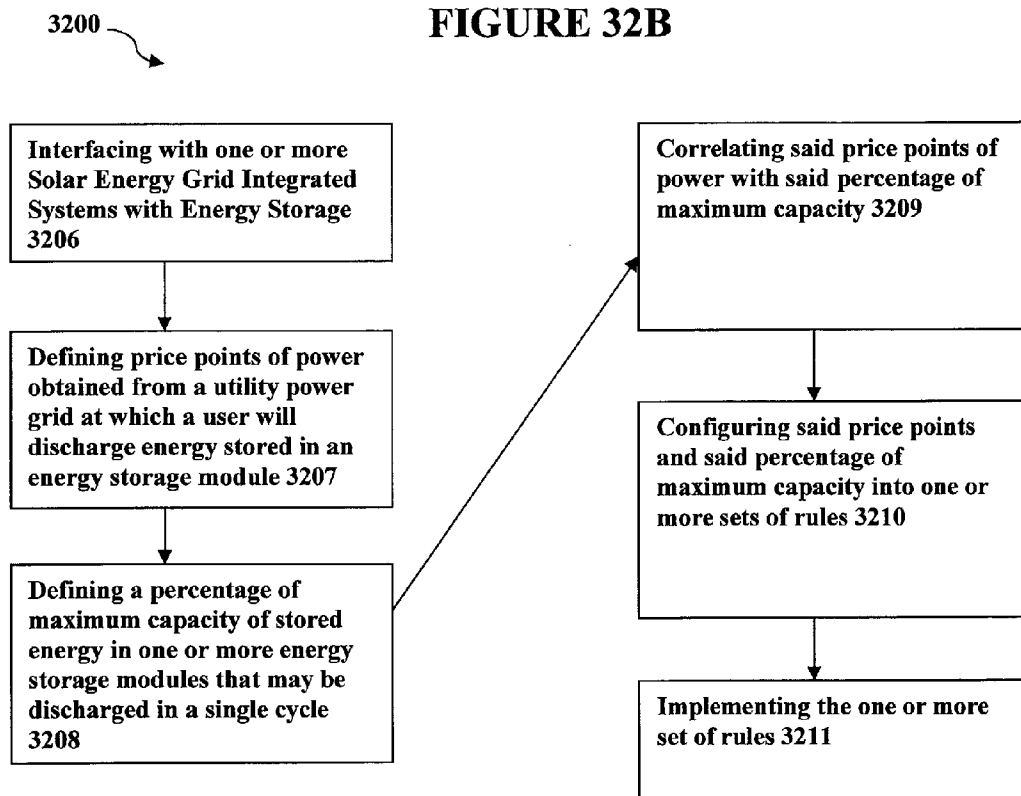 FIGURE 32B
3200
Interfacing with one or more
Solar Energy Grid Integrated
Systems with Energy Storage
3206
Defining price points of power
obtained from a utility power
grid at which a user will
discharge energy stored in an
energy storage module 3207
Defining a percentage of
maximum capacity of stored
energy in one or more energy
storage modules that may be
discharged in a single cycle
3208
Correlating said price points of
power with said percentage of
maximum capacity 3209
Configuring said price points
and said percentage of
maximum capacity into one or
more sets of rules 3210
Implementing the one or more
set of rules 3211